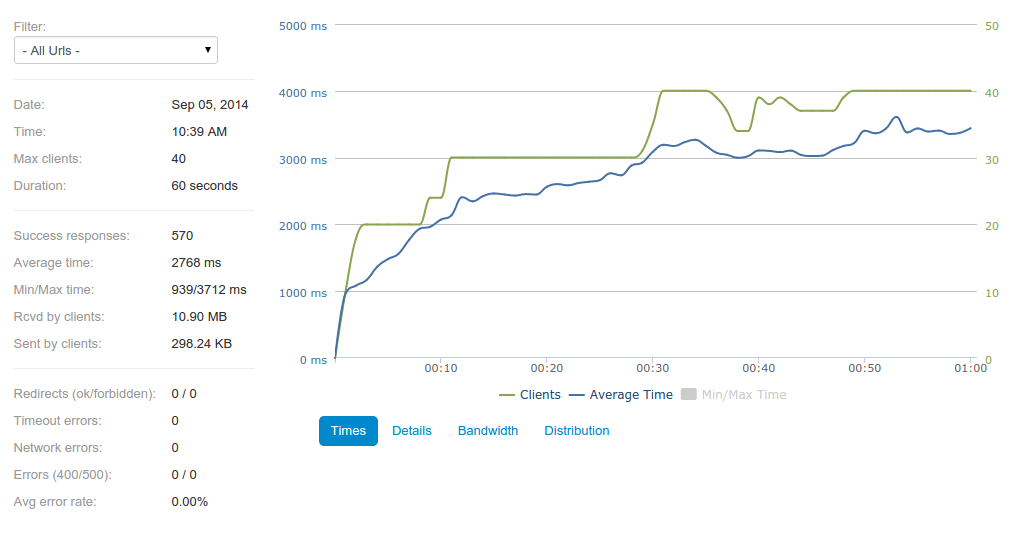 Filter:
- All Urls -
Date: Sep 05, 2014
Time: 10:39 AM
Max clients: 40
Duration: 60 seconds
Success responses: 570
Average time: 2768 ms
Min/Max time: 939/3712 ms
Rcvd by clients: 10.90 MB
Sent by clients: 298.24 KB
Redirects (ok/forbidden): 0 / 0
Timeout errors: 0
Network errors: 0
Errors (400/500): 0 / 0
Avg error rate: 0.00%
5000 ms 50
4000 ms 40
3000 ms 30
2000 ms 20
1000 ms 10
0 ms 0
00:10 00:20 00:30 00:40 00:50 01:00
Clients Average Time Min/Max Time
Times Details Bandwidth Distribution